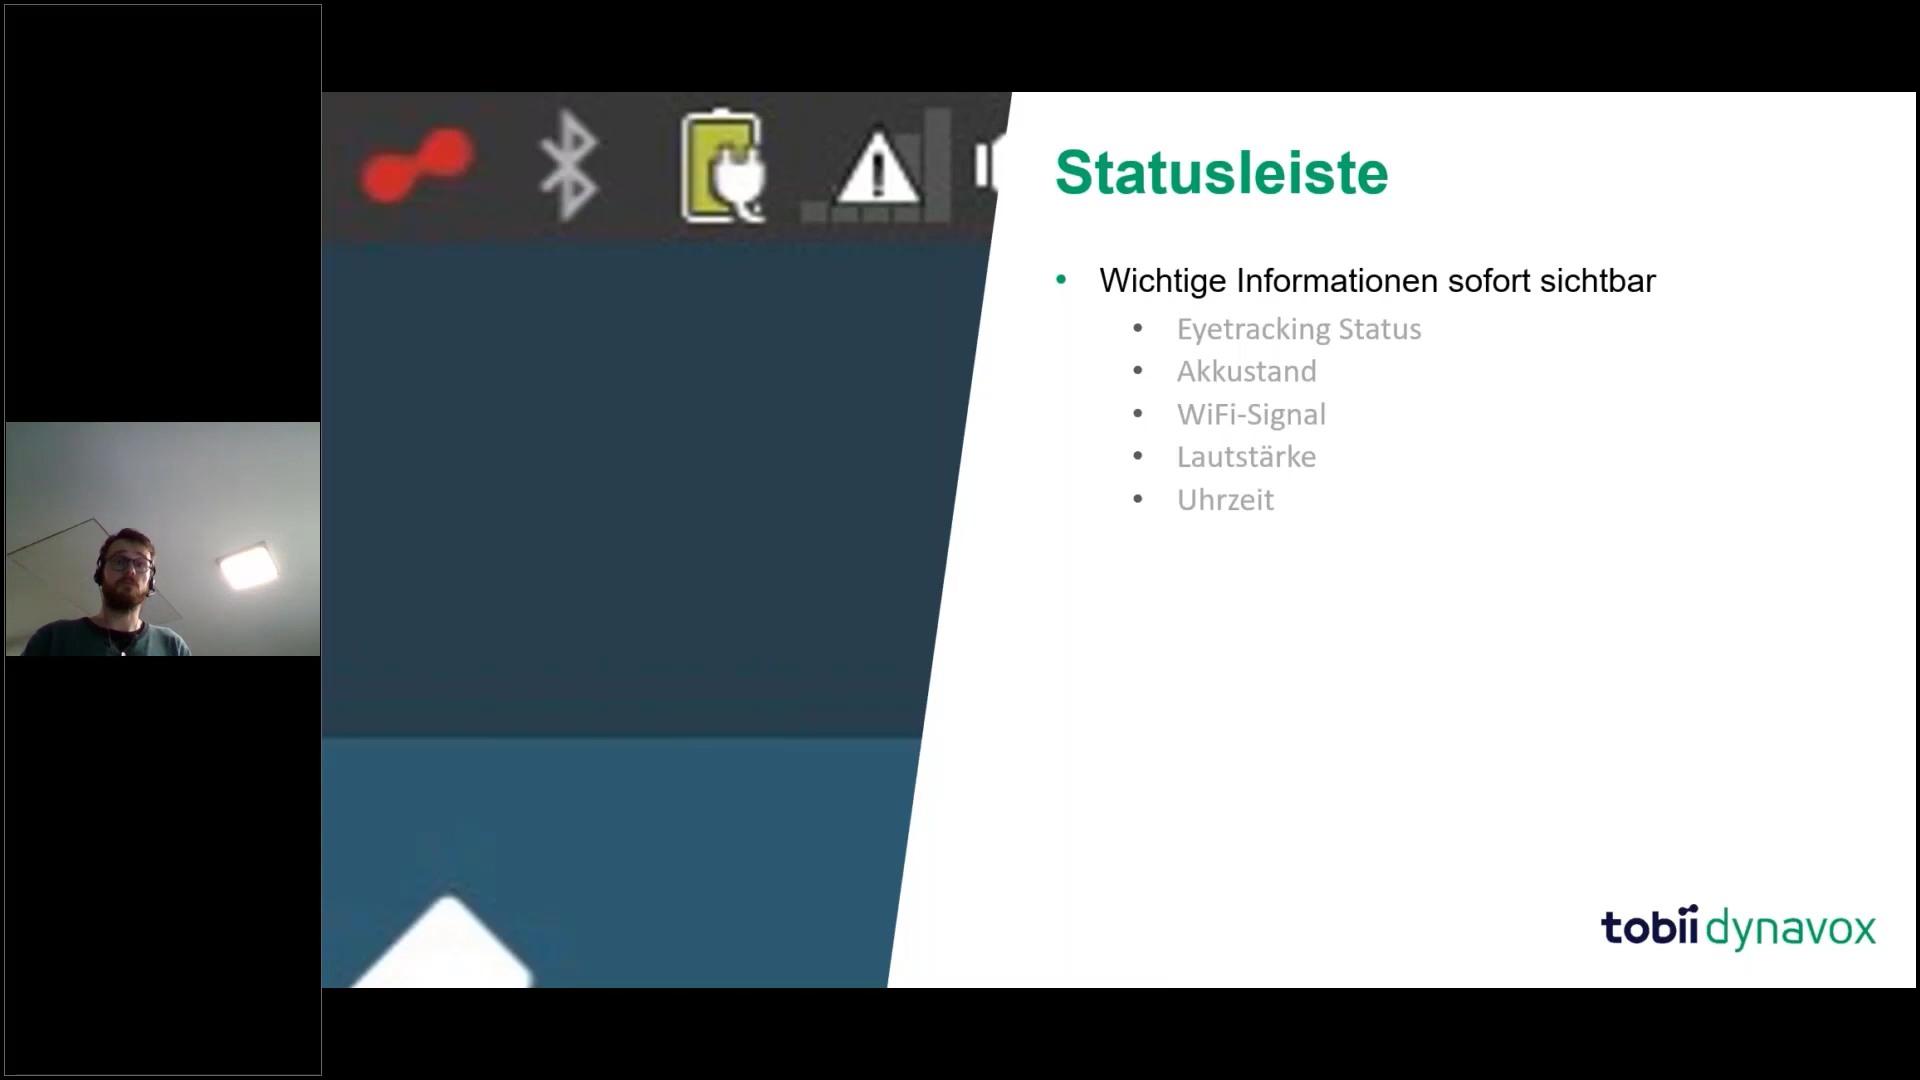 Statusleiste
• Wichtige Informationen sofort sichtbar
• Eyetracking Status
• Akkustand
• WiFi-Signal
• Lautstärke
• Uhrzeit
tobii dynavox